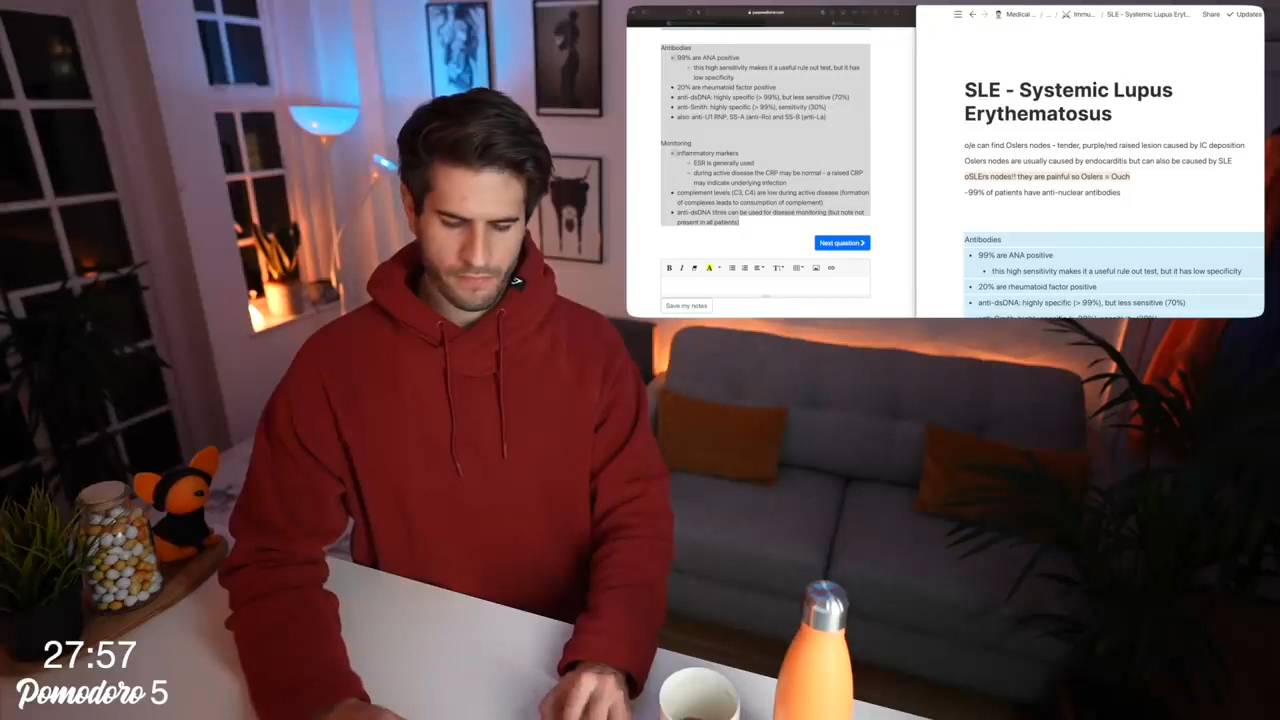 Antibodies
99% are ANA positive
this high sensitivity makes it a useful rule out test, but it has
low specificity
20% are rheumatoid factor positive
anti-dsDNA: highly specific (> 99%), but less sensitive (70%)
anti-Smith: highly specific (> 99%), sensitivity (30%)
also: anti-U1 RNP, SS-A (anti-Ro) and SS-B (anti-La)
Monitoring
inflammatory markers
ESR is generally used
during active disease the CRP may be normal - a raised CRP
may indicate underlying infection
complement levels (C3, C4) are low during active disease (formation
of complexes leads to consumption of complement)
anti-dsDNA titres can be used for disease monitoring (but note not
present in all patients)
Next question
B I A
Save my notes
Medical ... / ... / Immu... / SLE - Systemic Lupus Eryt... Share Updates
SLE - Systemic Lupus
Erythematosus
o/e can find Oslers nodes - tender, purple/red raised lesion caused by IC deposition
Oslers nodes are usually caused by endocarditis but can also be caused by SLE
oSLErs nodes!! they are painful so Oslers = Ouch
~99% of patients have anti-nuclear antibodies
Antibodies
99% are ANA positive
this high sensitivity makes it a useful rule out test, but it has low specificity
20% are rheumatoid factor positive
anti-dsDNA: highly specific (> 99%), but less sensitive (70%)
27:57
Pomodoro 5